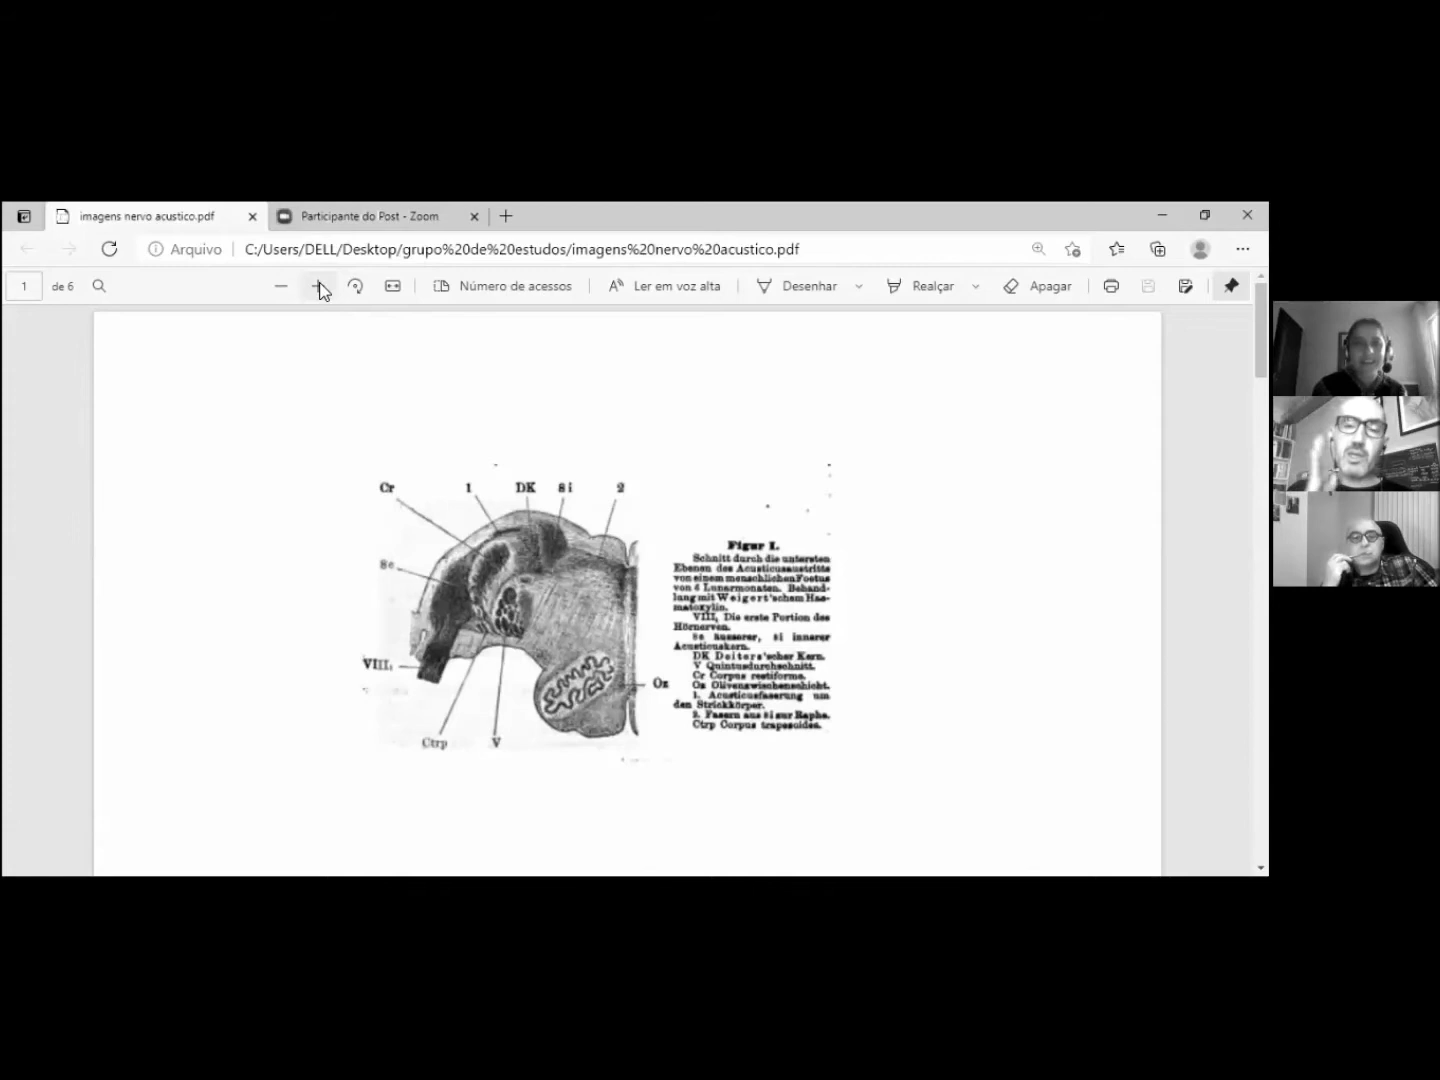 imagens nervo acustico.pdf
Participante do Post - Zoom
Arquivo
C:/Users/DELL/Desktop/grupo%20de%20estudos/imagens%20nervo%20acustico.pdf
1 de 6
Número de acessos
Ler em voz alta
Desenhar
Realçar
Apagar
Cr 1 DK 8i 2
8e
VIII₁
Oz
Ctrp V
Figur I.
Schnitt durch die untersten
Ebenen des Acusticusaustritts
von einem menschlichen Foetus
von 6 Lunarmonaten. Behand-
lung mit Weigert'schem Hae-
matoxylin.
VIII₁ Die erste Portion des
Hörnerven.
8e äusserer, 8i innerer
Acusticuskern.
DK Deiters'scher Kern.
V Quintusdurchschnitt.
Cr Corpus restiforme.
Oz Olivenzwischenschicht.
1. Acusticusfaserung um
den Strickkörper.
2. Fasern aus 8i zur Raphe.
Ctrp Corpus trapezoides.